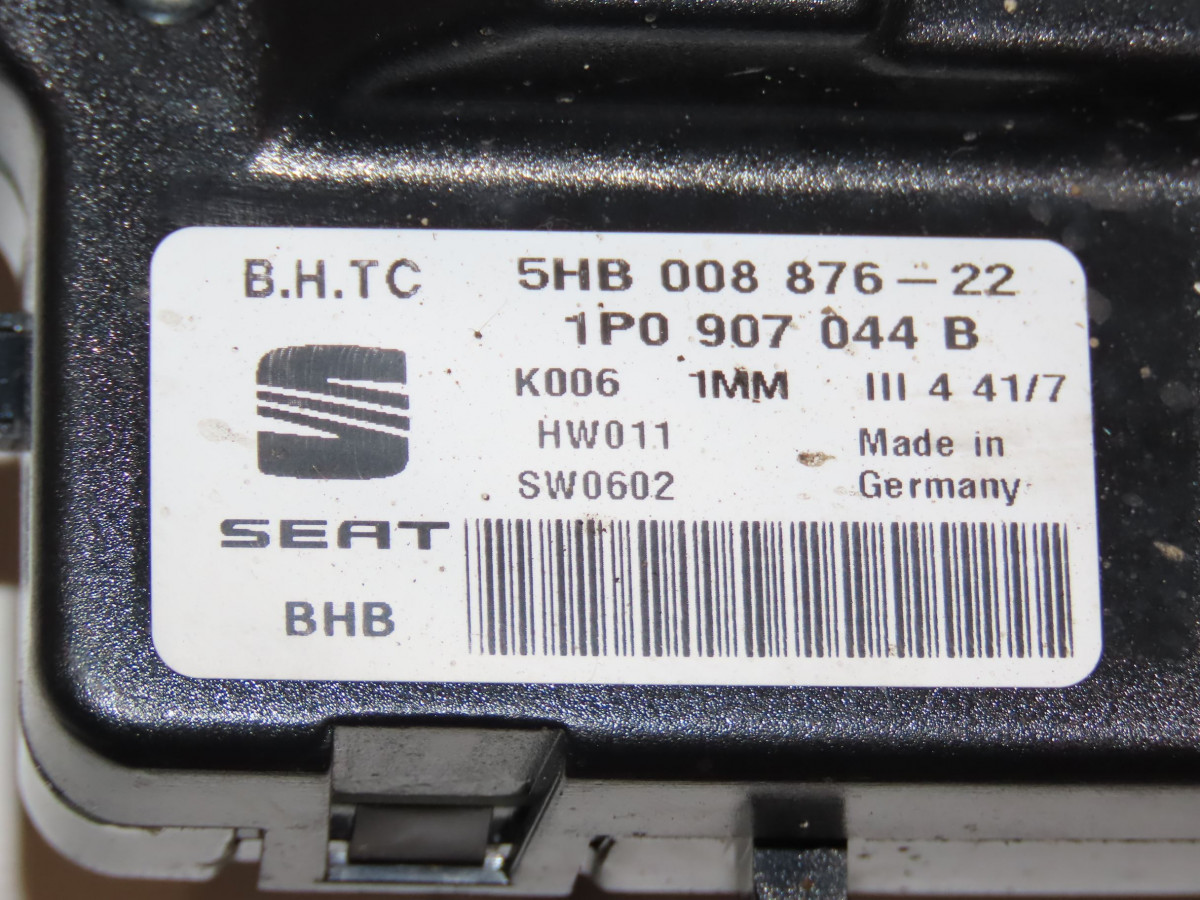 B.H.TC 5HB 008 876-22
1P0 907 044 B
K006 1MM III 4 41/7
HW011 Made in
SW0602 Germany
SEAT
BHB